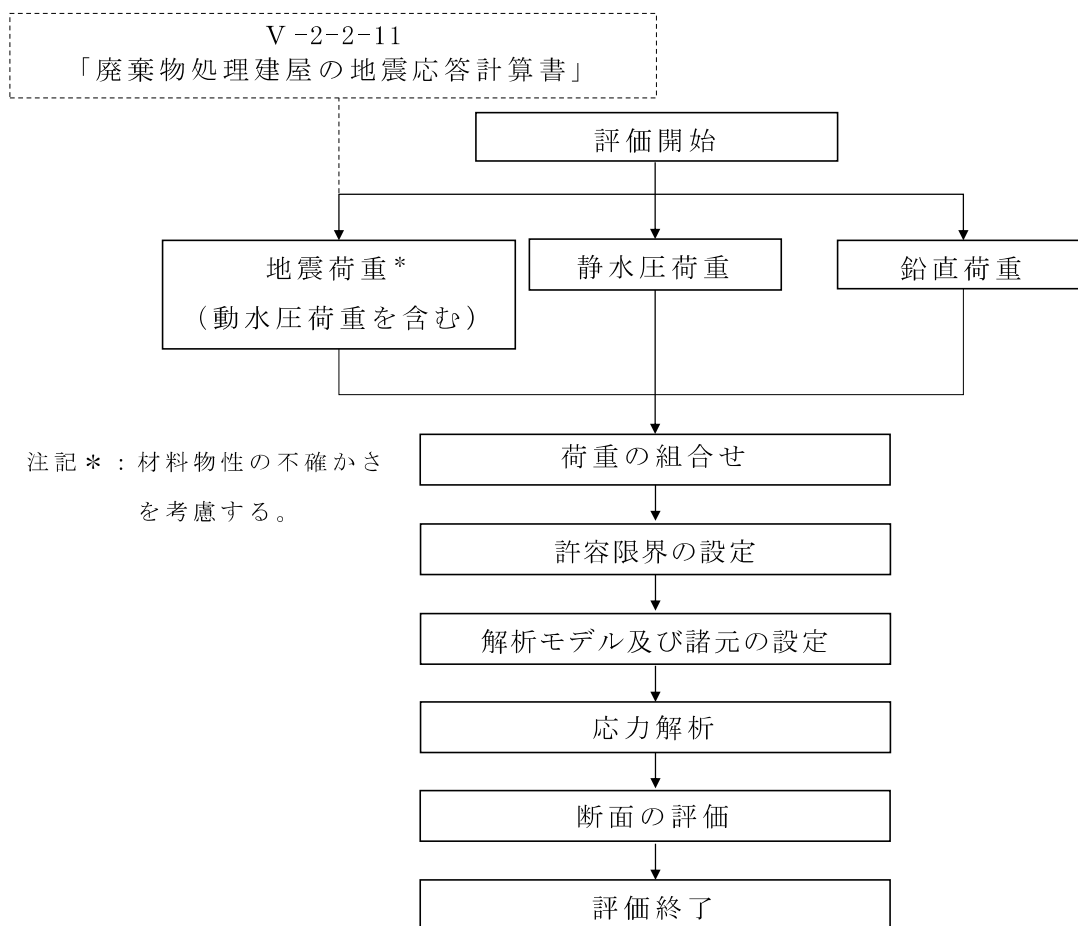 Ⅴ-2-2-11
「廃棄物処理建屋の地震応答計算書」
評価開始
地震荷重*
(動水圧荷重を含む)
静水圧荷重
鉛直荷重
荷重の組合せ
注記*:材料物性の不確かさ
を考慮する。
許容限界の設定
解析モデル及び諸元の設定
応力解析
断面の評価
評価終了